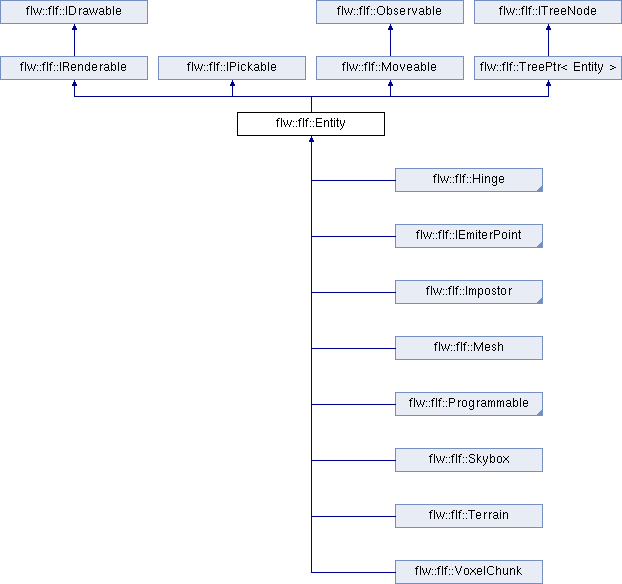 flw::flf::IDrawable
flw::flf::Observable
flw::flf::ITreeNode
flw::flf::IRenderable
flw::flf::IPickable
flw::flf::Moveable
flw::flf::TreePtr< Entity >
flw::flf::Entity
flw::flf::Hinge
flw::flf::IEmiterPoint
flw::flf::Impostor
flw::flf::Mesh
flw::flf::Programmable
flw::flf::Skybox
flw::flf::Terrain
flw::flf::VoxelChunk